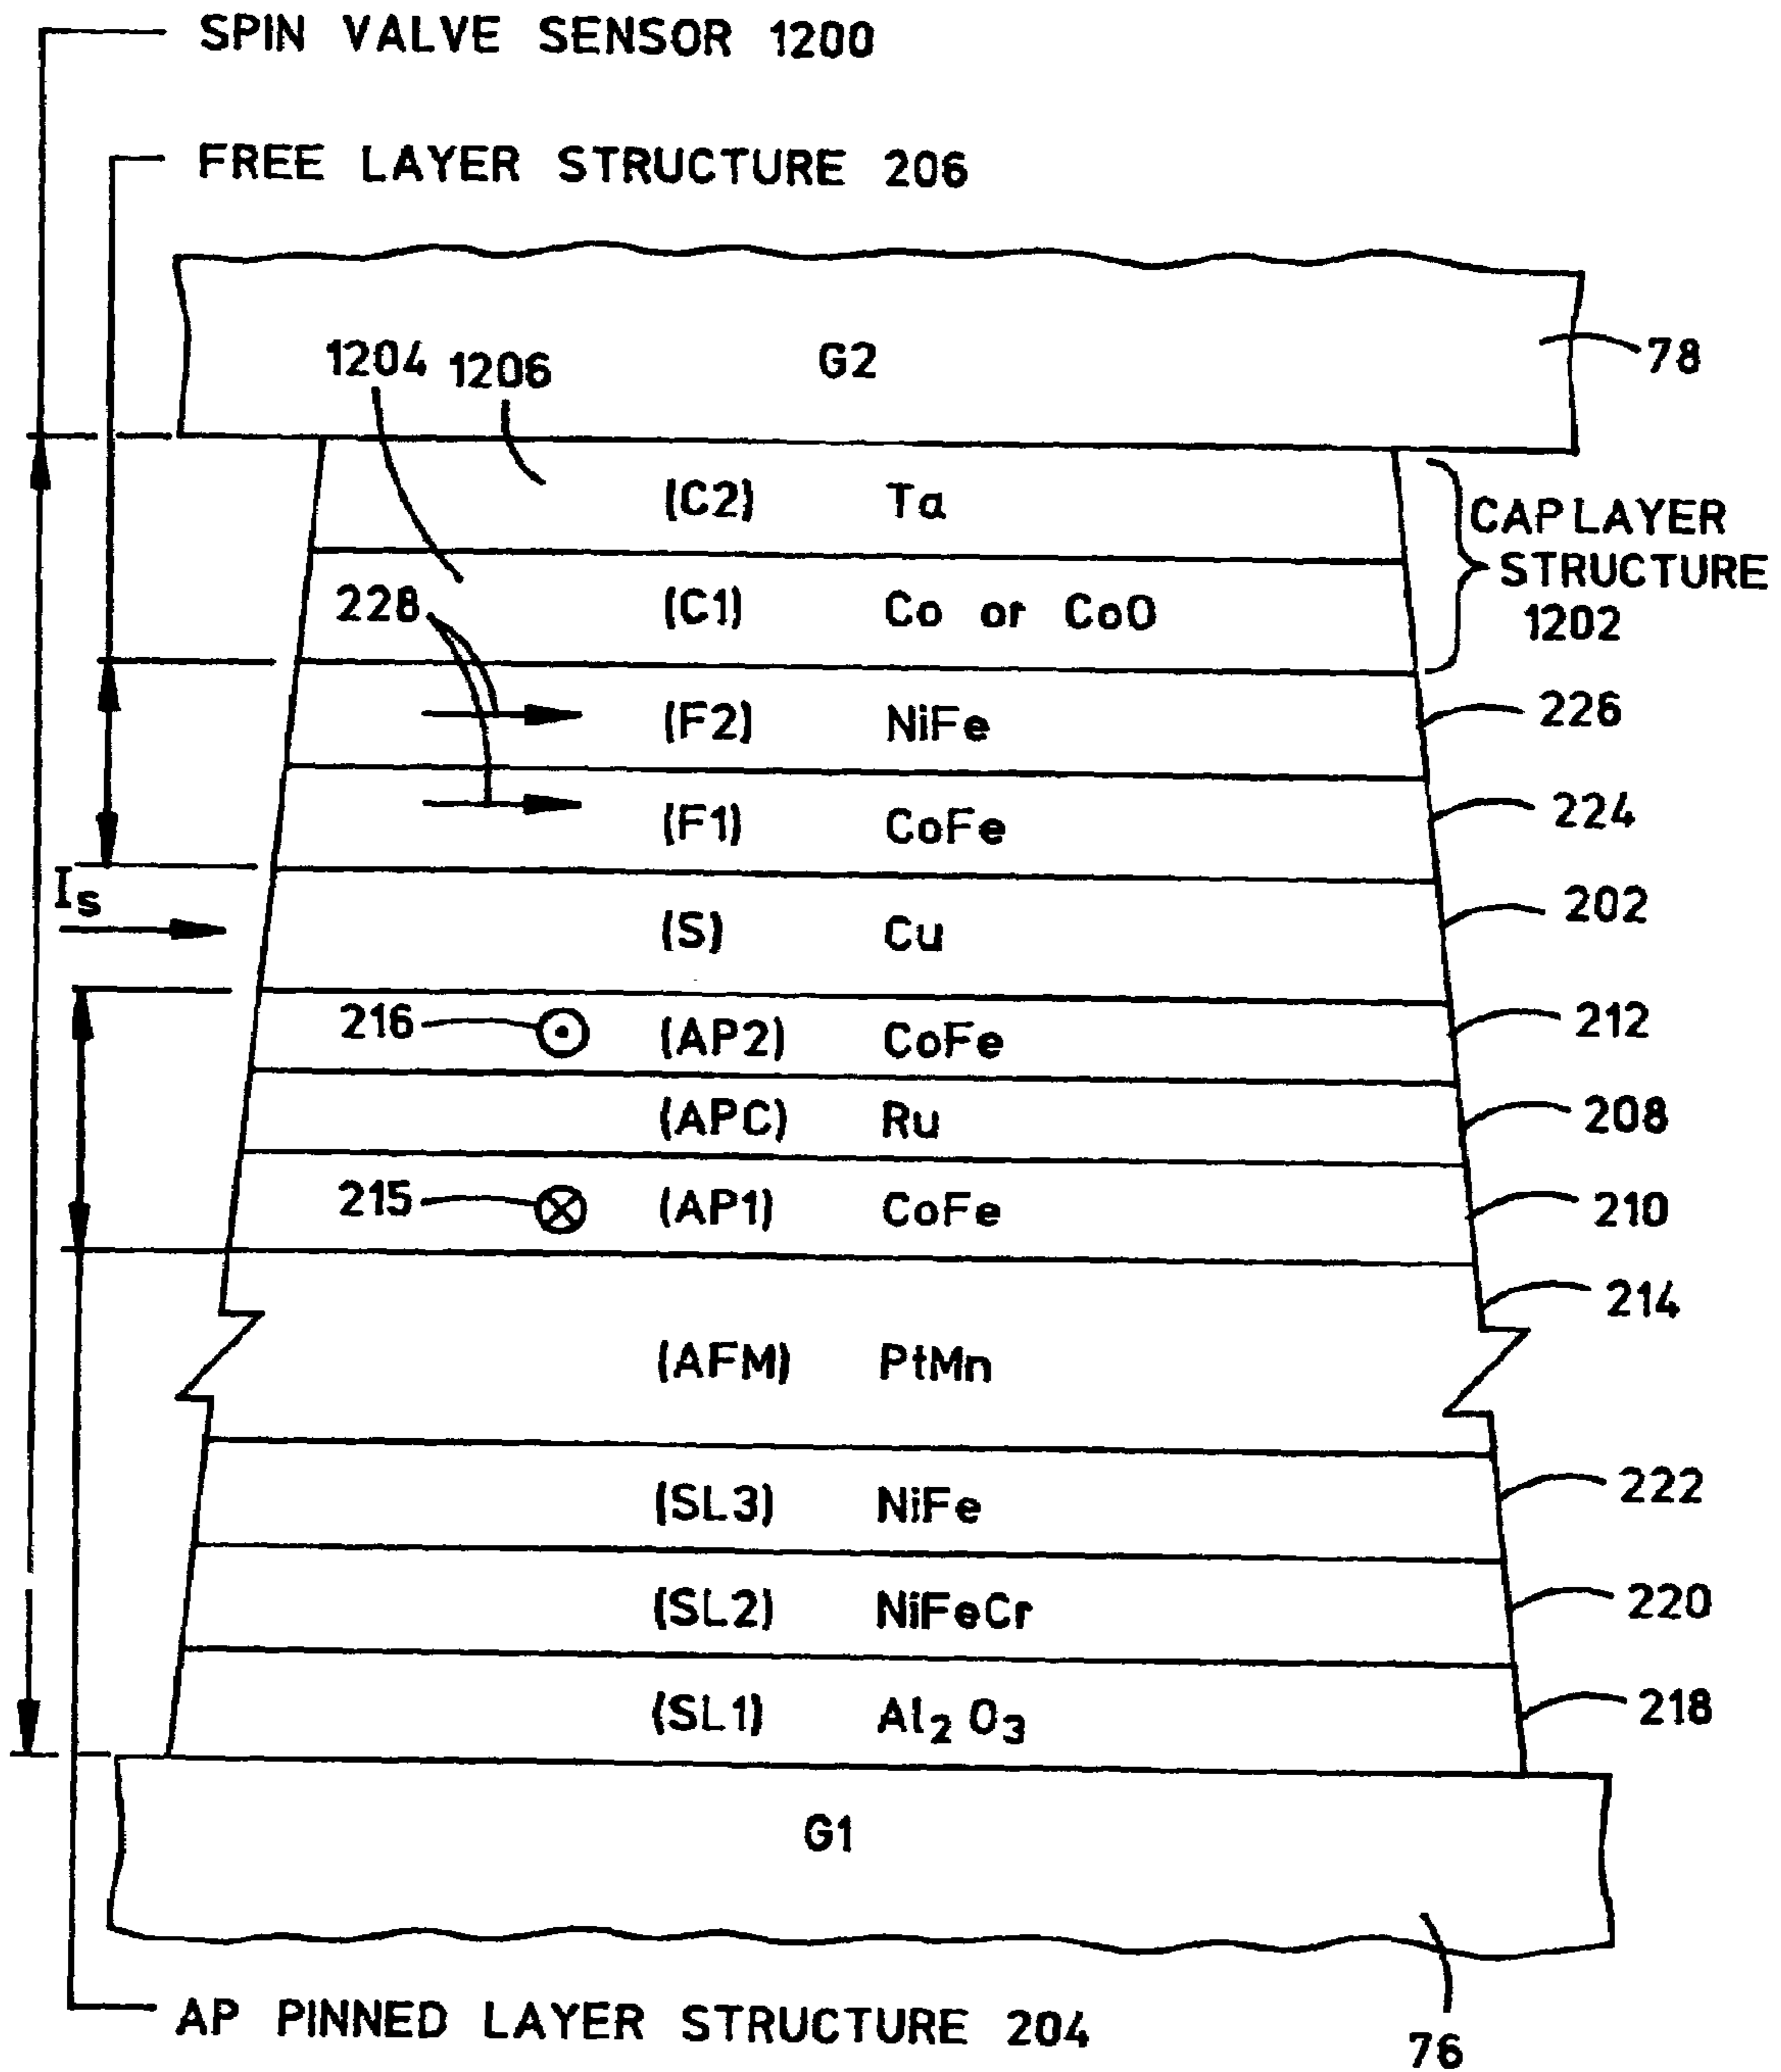 SPIN VALVE SENSOR 1200
FREE LAYER STRUCTURE 206
G2
78
1204
1206
(C2) Ta
CAP LAYER
STRUCTURE
1202
(C1) Co or CoO
228
(F2) NiFe
226
(F1) CoFe
224
Is
(S) Cu
202
216
(AP2) CoFe
212
(APC) Ru
208
215
(AP1) CoFe
210
214
(AFM) PtMn
(SL3) NiFe
222
(SL2) NiFeCr
220
(SL1) Al2O3
218
G1
AP PINNED LAYER STRUCTURE 204
76